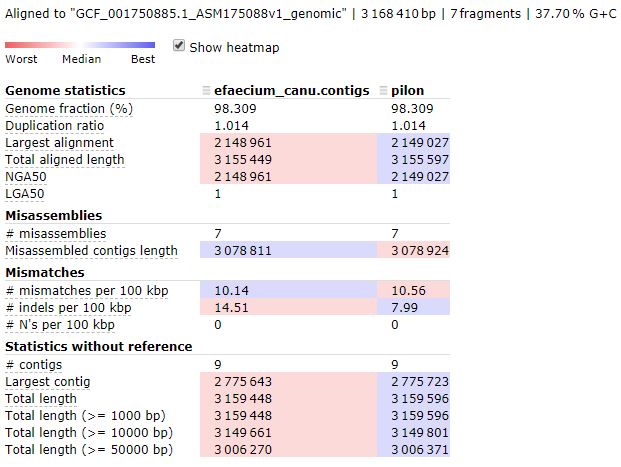 Aligned to "GCF_001750885.1_ASM175088v1_genomic" | 3 168 410 bp | 7 fragments | 37.70 % G+C
Worst Median Best Show heatmap
Genome statistics efaecium_canu.contigs pilon
Genome fraction (%) 98.309 98.309
Duplication ratio 1.014 1.014
Largest alignment 2 148 961 2 149 027
Total aligned length 3 155 449 3 155 597
NGA50 2 148 961 2 149 027
LGA50 1 1
Misassemblies
# misassemblies 7 7
Misassembled contigs length 3 078 811 3 078 924
Mismatches
# mismatches per 100 kbp 10.14 10.56
# indels per 100 kbp 14.51 7.99
# N's per 100 kbp 0 0
Statistics without reference
# contigs 9 9
Largest contig 2 775 643 2 775 723
Total length 3 159 448 3 159 596
Total length (>= 1000 bp) 3 159 448 3 159 596
Total length (>= 10000 bp) 3 149 661 3 149 801
Total length (>= 50000 bp) 3 006 270 3 006 371